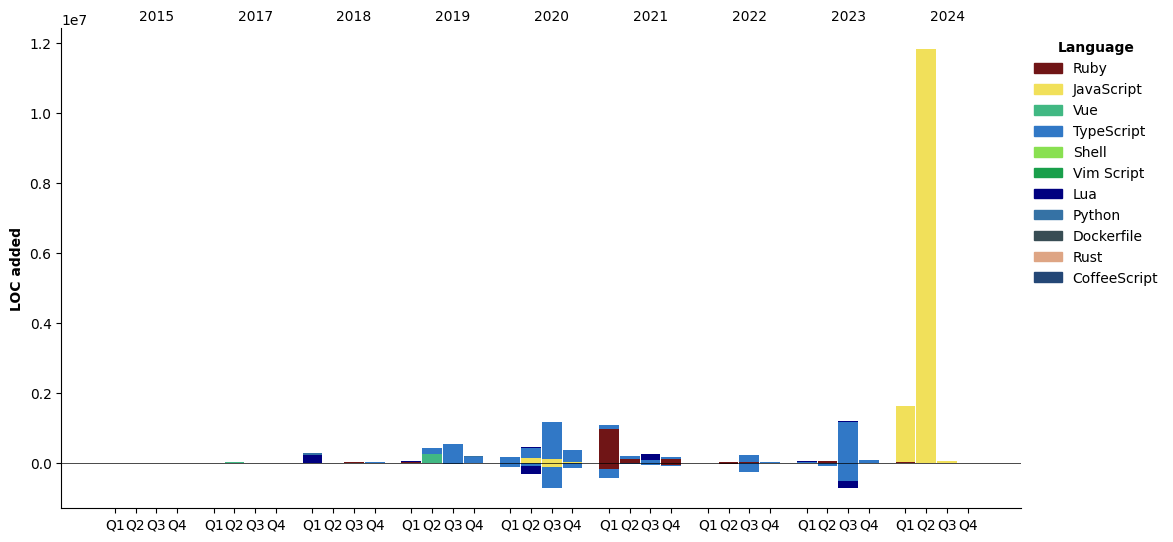 1e7 2015 2017 2018 2019 2020 2021 2022 2023 2024
LOC added
1.2
1.0
0.8
0.6
0.4
0.2
0.0
Q1 Q2 Q3 Q4 Q1 Q2 Q3 Q4 Q1 Q2 Q3 Q4 Q1 Q2 Q3 Q4 Q1 Q2 Q3 Q4 Q1 Q2 Q3 Q4 Q1 Q2 Q3 Q4 Q1 Q2 Q3 Q4 Q1 Q2 Q3 Q4
Language
Ruby
JavaScript
Vue
TypeScript
Shell
Vim Script
Lua
Python
Dockerfile
Rust
CoffeeScript